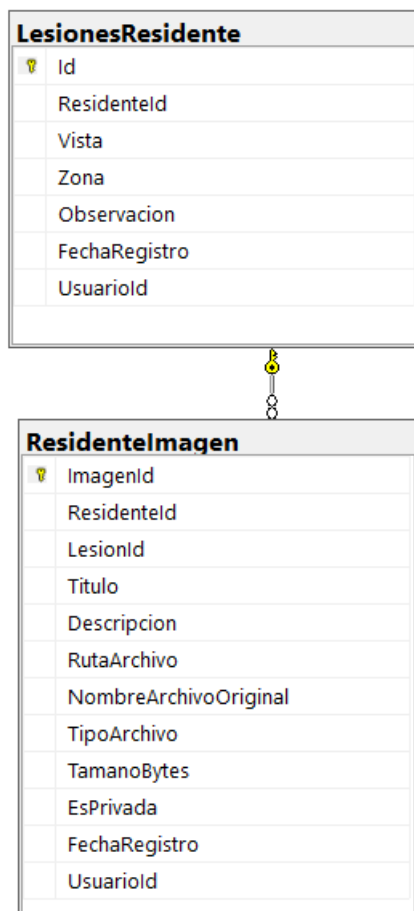 LesionesResidente
Id
ResidenteId
Vista
Zona
Observacion
FechaRegistro
UsuarioId
ResidenteImagen
ImagenId
ResidenteId
LesionId
Titulo
Descripcion
RutaArchivo
NombreArchivoOriginal
TipoArchivo
TamanoBytes
EsPrivada
FechaRegistro
UsuarioId